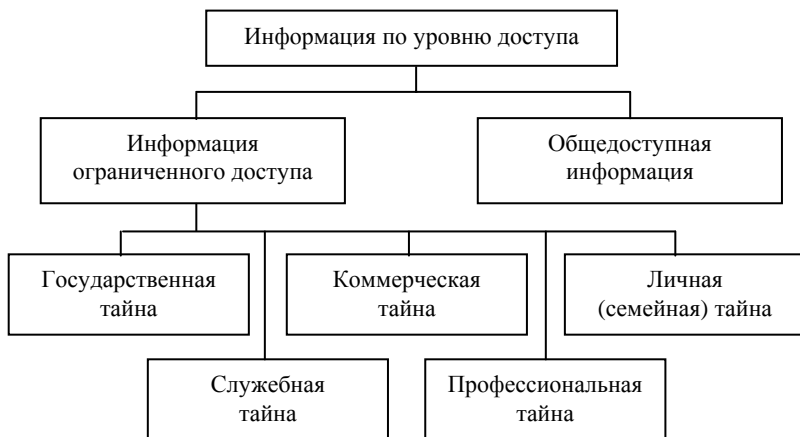 Информация по уровню доступа
Информация
ограниченного доступа
Общедоступная
информация
Государственная
тайна
Коммерческая
тайна
Личная
(семейная) тайна
Служебная
тайна
Профессиональная
тайна